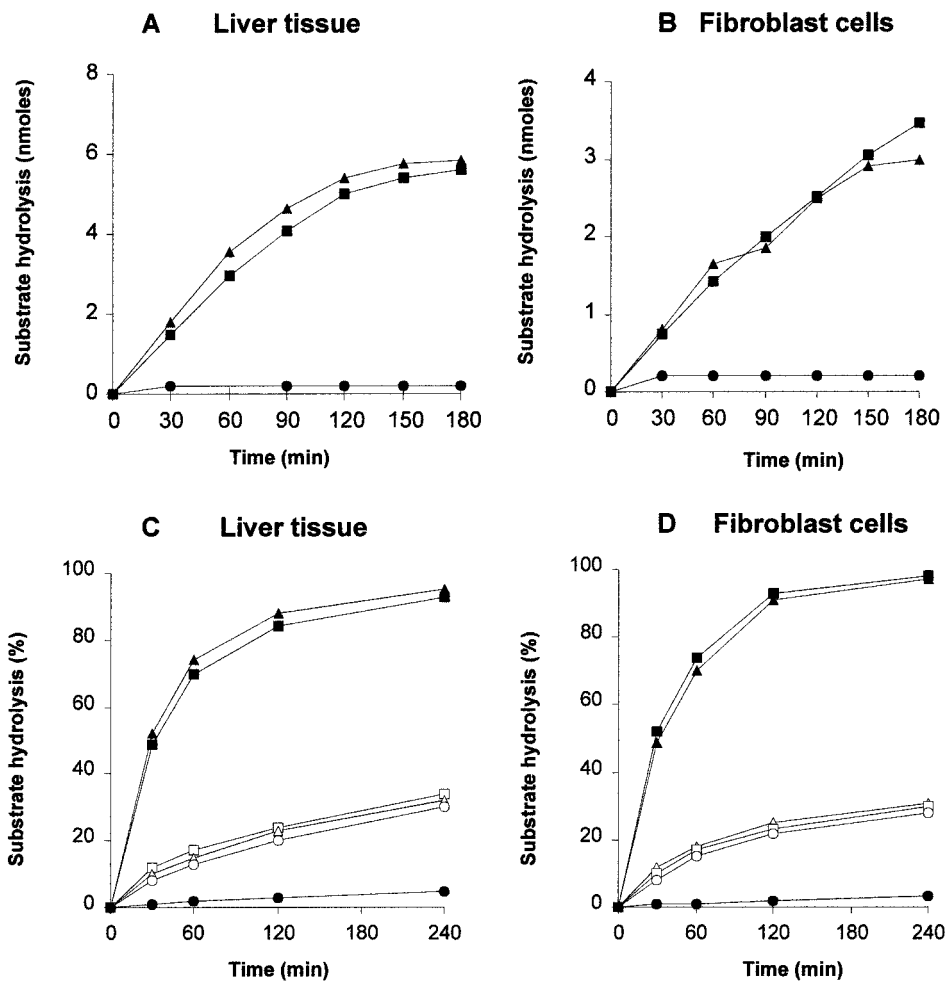 A Liver tissue
Substrate hydrolysis (nmoles)
8
6
4
2
0
0 30 60 90 120 150 180
Time (min)
B Fibroblast cells
Substrate hydrolysis (nmoles)
4
3
2
1
0
0 30 60 90 120 150 180
Time (min)
C Liver tissue
Substrate hydrolysis (%)
100
80
60
40
20
0
0 60 120 180 240
Time (min)
D Fibroblast cells
Substrate hydrolysis (%)
100
80
60
40
20
0
0 60 120 180 240
Time (min)